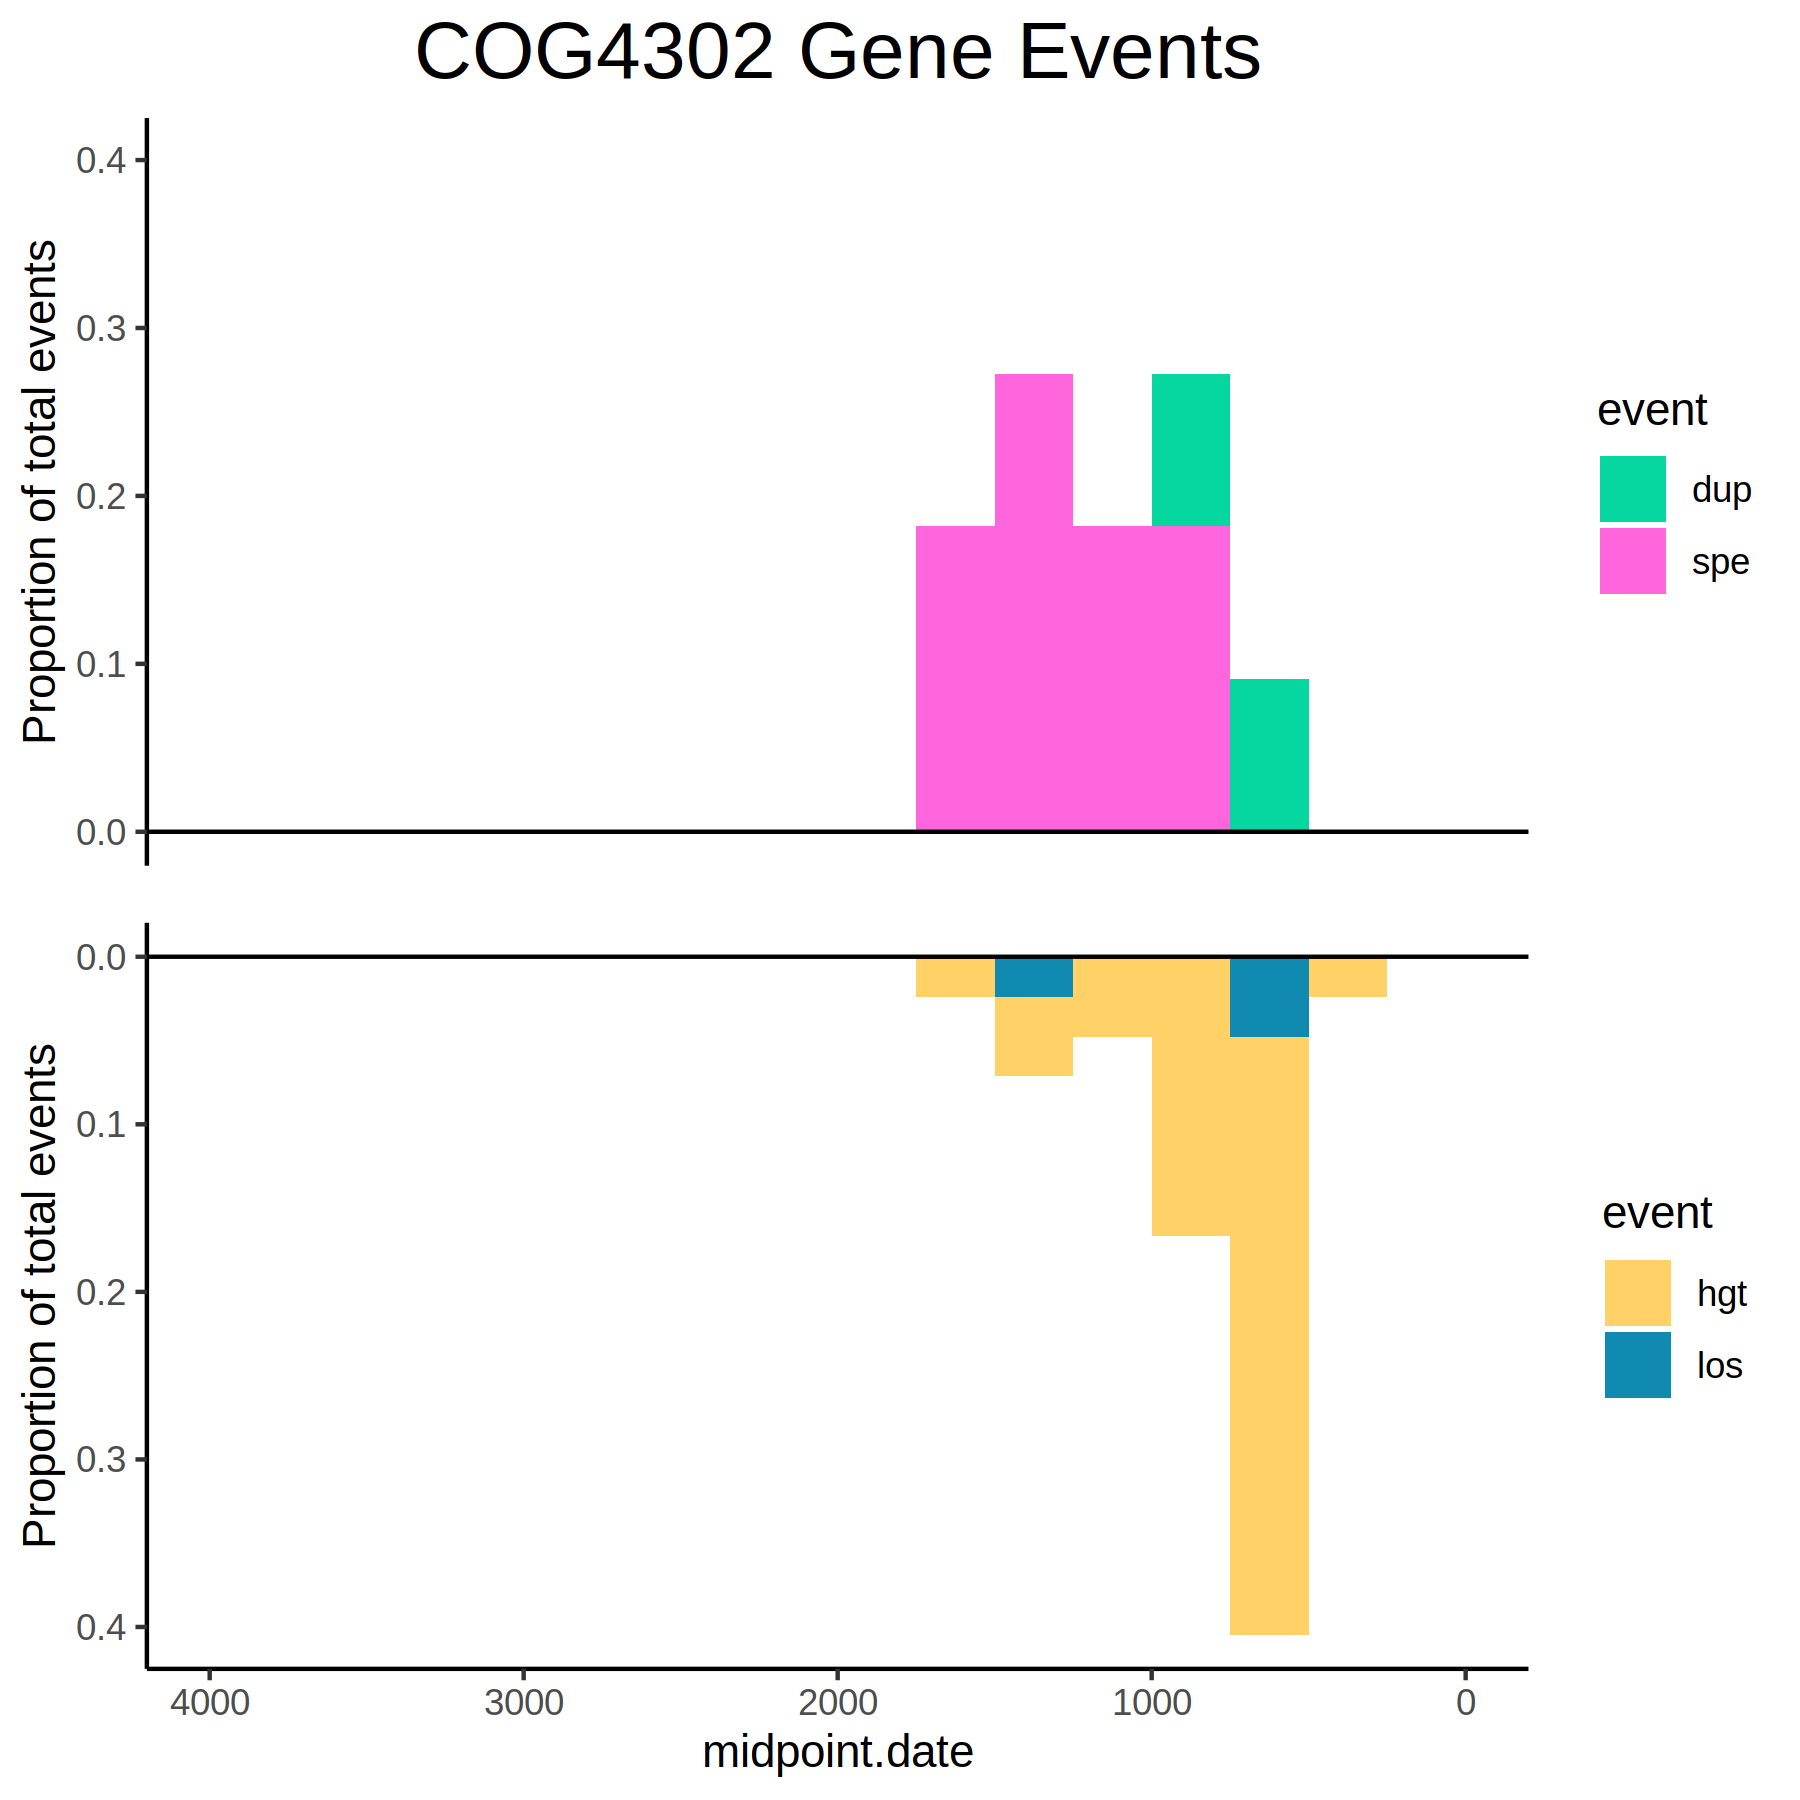 COG4302 Gene Events
Proportion of total events
0.4
0.3
0.2
0.1
0.0
event
dup
spe
Proportion of total events
0.0
0.1
0.2
0.3
0.4
event
hgt
los
4000 3000 2000 1000 0
midpoint.date